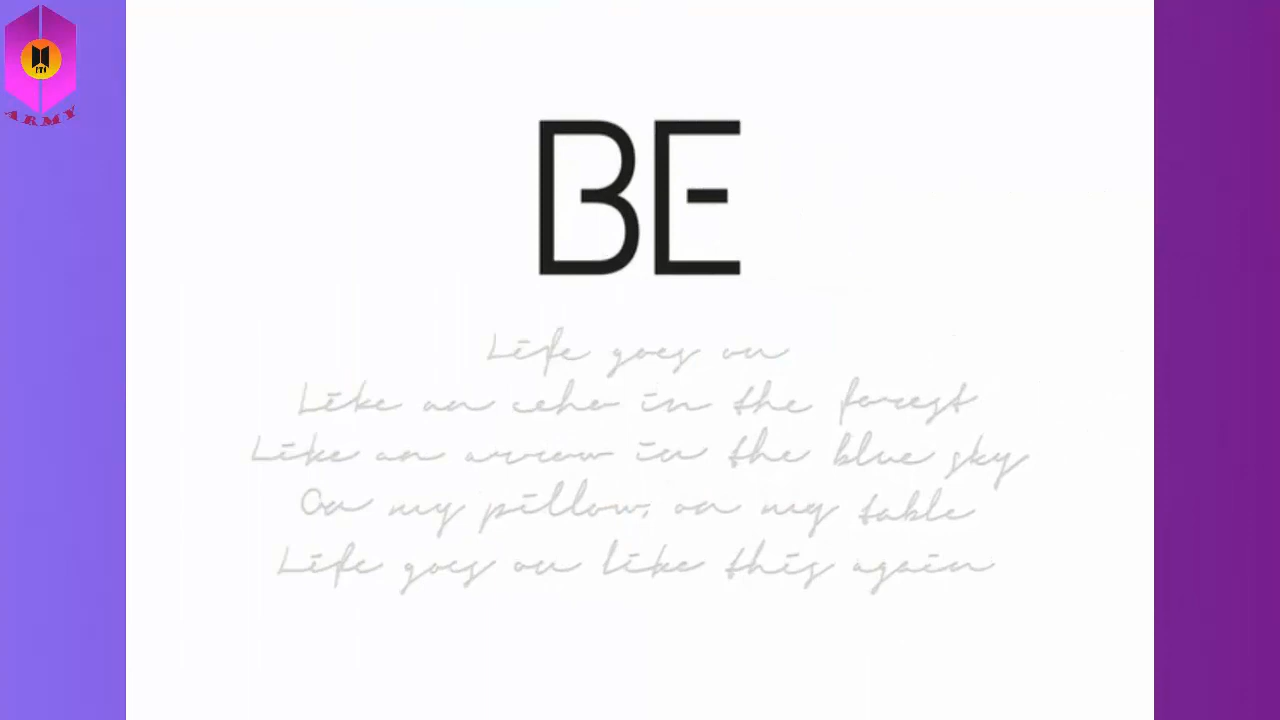 BTS
ARMY
BE
Life goes on
Like an echo in the forest
Like an arrow in the blue sky
On my pillow, on my table
Life goes on like this again